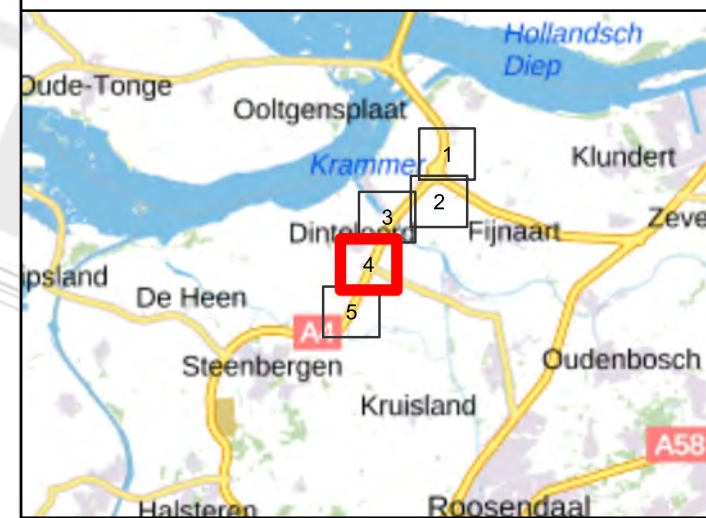 Hollandsch
Diep
Oude-Tonge
Ooltgensplaat
Krammer
1
Klundert
2
3
Zeve
Dinteloord
Fijnaart
4
ipsland
De Heen
5
A4
Steenbergen
Oudenbosch
Kruisland
A58
Halsteren
Roosendaal